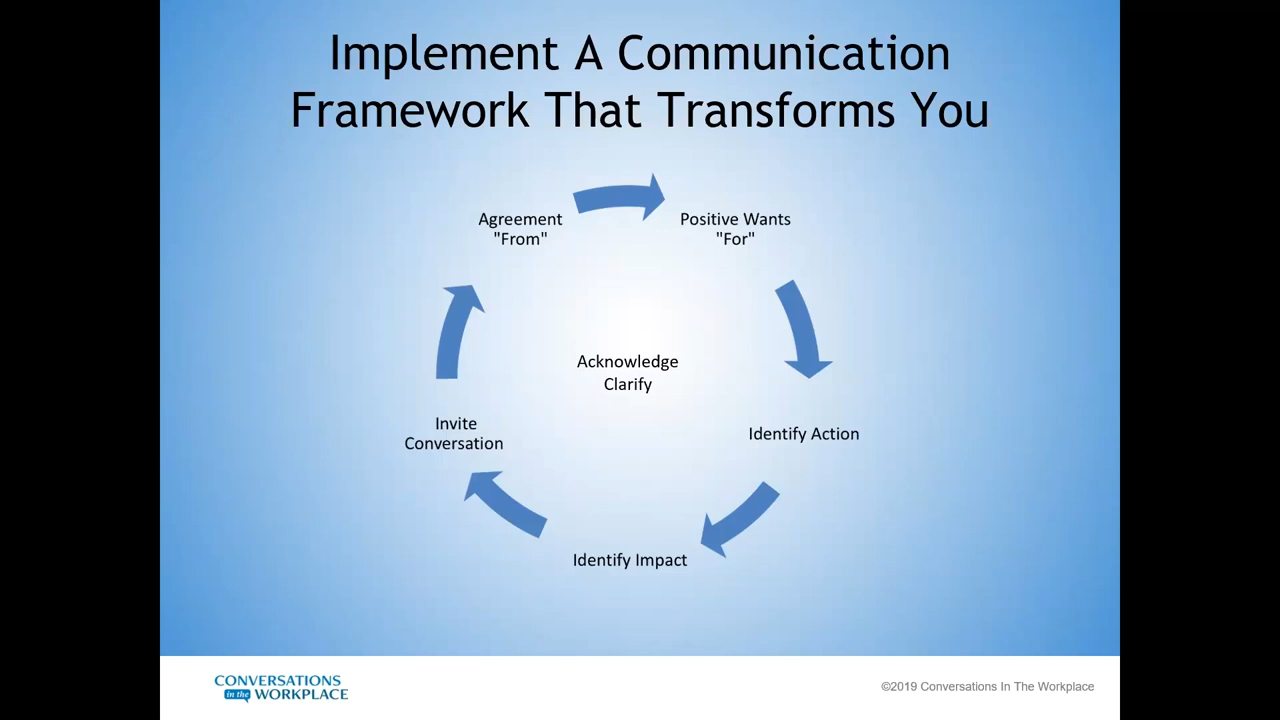 Implement A Communication
Framework That Transforms You
Agreement
"From"
Positive Wants
"For"
Acknowledge
Clarify
Invite
Conversation
Identify Action
Identify Impact
CONVERSATIONS
in the WORKPLACE
©2019 Conversations In The Workplace